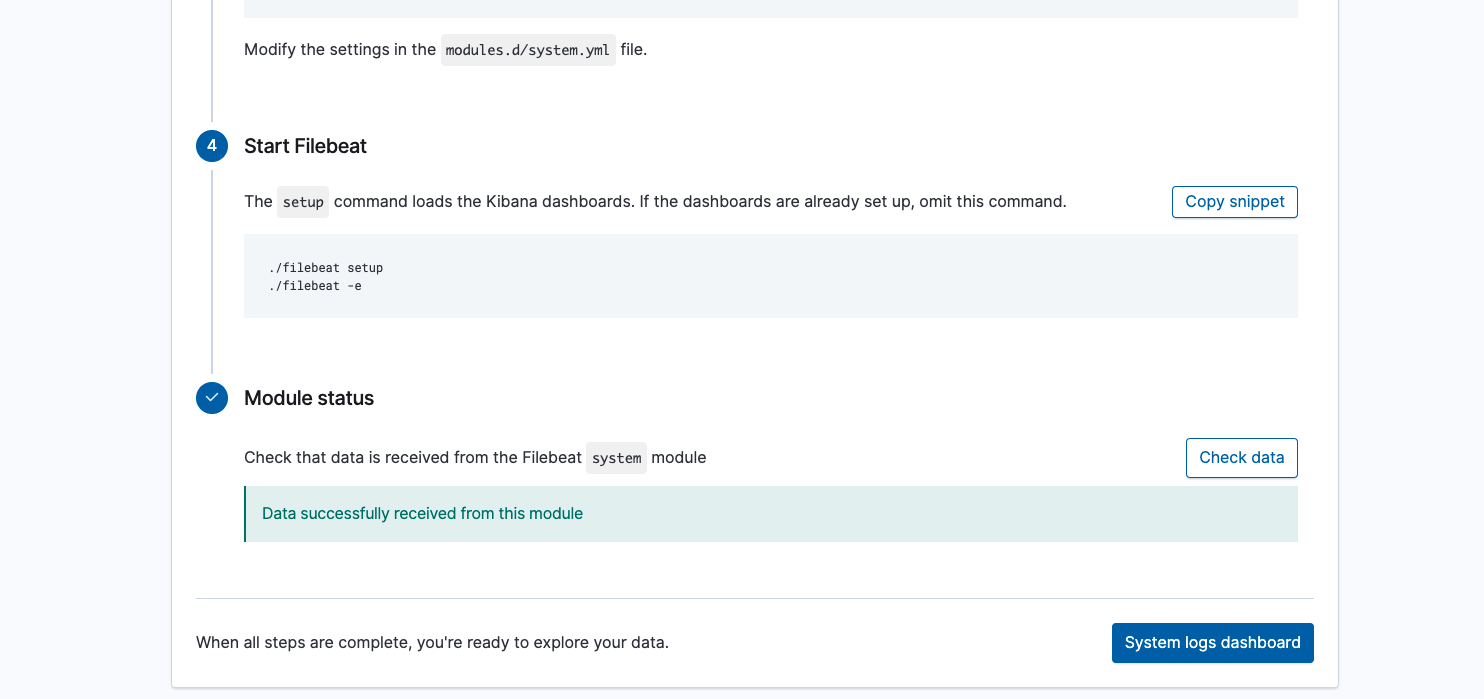 Modify the settings in the modules.d/system.yml file.
4 Start Filebeat
The setup command loads the Kibana dashboards. If the dashboards are already set up, omit this command. Copy snippet
./filebeat setup
./filebeat -e
Module status
Check that data is received from the Filebeat system module Check data
Data successfully received from this module
When all steps are complete, you're ready to explore your data. System logs dashboard